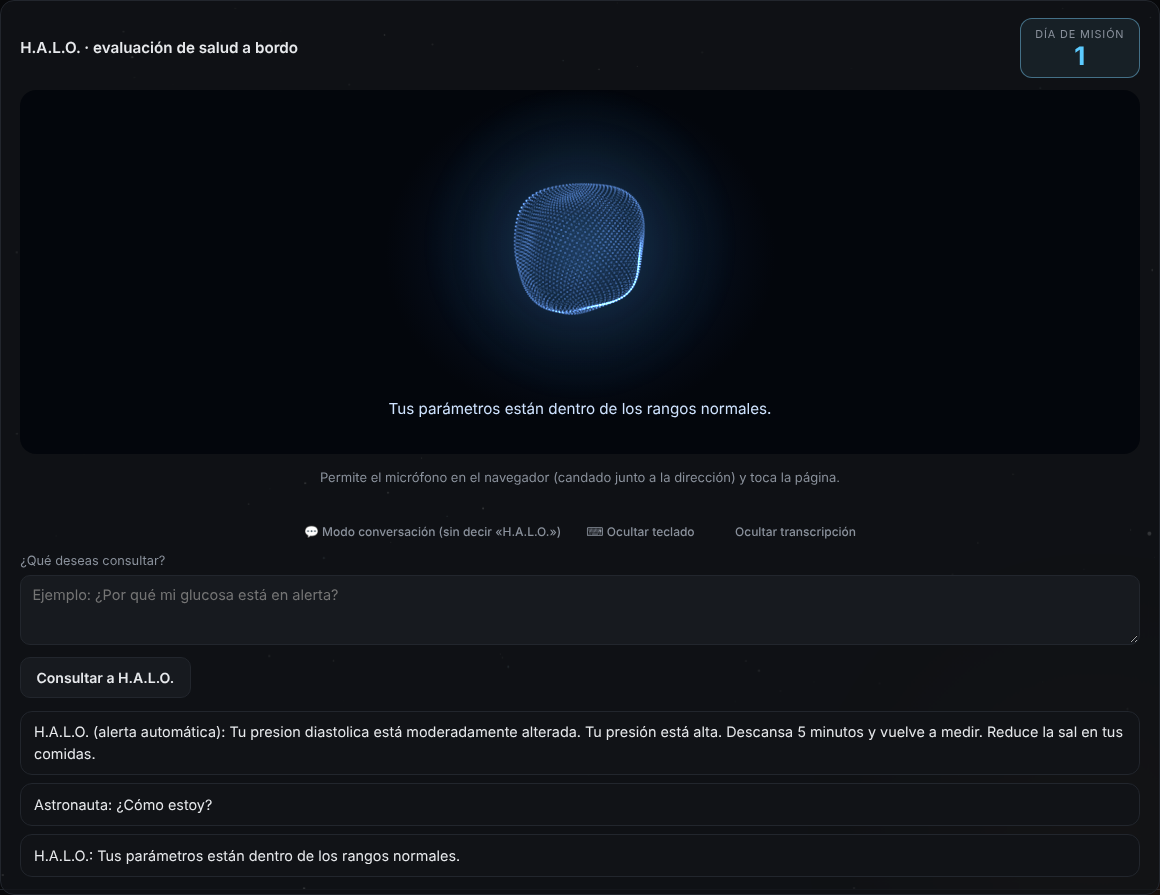 H.A.L.O. · evaluación de salud a bordo
DÍA DE MISIÓN
1
Tus parámetros están dentro de los rangos normales.
Permite el micrófono en el navegador (candado junto a la dirección) y toca la página.
💬 Modo conversación (sin decir «H.A.L.O.»)
⌨ Ocultar teclado
Ocultar transcripción
¿Qué deseas consultar?
Ejemplo: ¿Por qué mi glucosa está en alerta?
Consultar a H.A.L.O.
H.A.L.O. (alerta automática): Tu presion diastolica está moderadamente alterada. Tu presión está alta. Descansa 5 minutos y vuelve a medir. Reduce la sal en tus
comidas.
Astronauta: ¿Cómo estoy?
H.A.L.O.: Tus parámetros están dentro de los rangos normales.